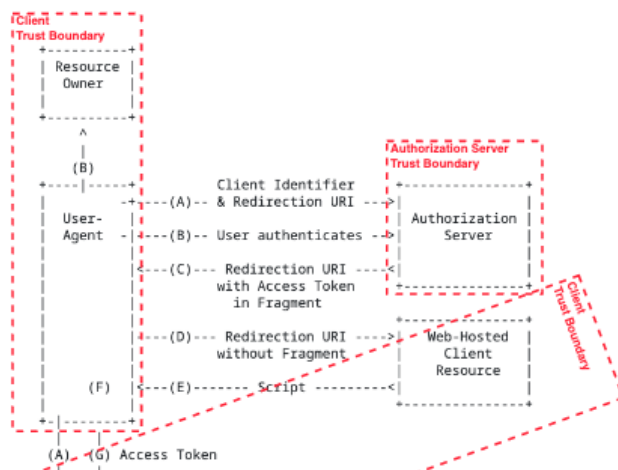 Client
Trust Boundary
Resource
Owner
(B)
Authorization Server
Trust Boundary
Client Identifier
(A) & Redirection URI
User-
Agent
Authorization
Server
(B) User authenticates
(C) Redirection URI
with Access Token
in Fragment
Client
Trust Boundary
(D) Redirection URI
without Fragment
Web-Hosted
Client
Resource
(F) (E) Script
(A) (G) Access Token